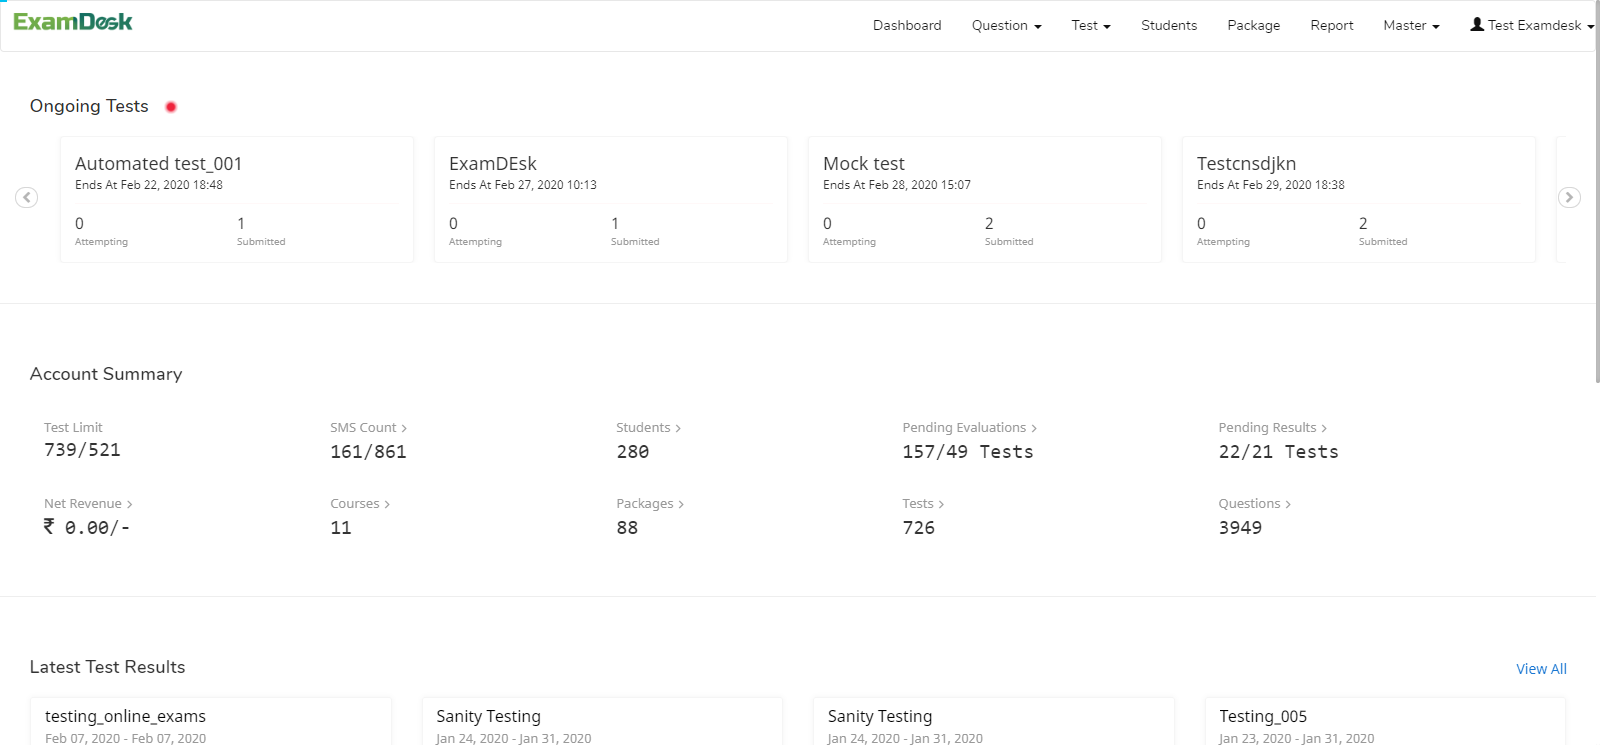 ExamDesk
Dashboard Question Test Students Package Report Master Test Examdesk
Ongoing Tests
Automated test_001 ExamDEsk Mock test Testcnsdjkn
Ends At Feb 22, 2020 18:48 Ends At Feb 27, 2020 10:13 Ends At Feb 28, 2020 15:07 Ends At Feb 29, 2020 18:38
0 1 0 1 0 2 0 2
Attempting Submitted Attempting Submitted Attempting Submitted Attempting Submitted
Account Summary
Test Limit SMS Count > Students > Pending Evaluations > Pending Results >
739/521 161/861 280 157/49 Tests 22/21 Tests
Net Revenue > Courses > Packages > Tests > Questions >
₹ 0.00/- 11 88 726 3949
Latest Test Results View All
testing_online_exams Sanity Testing Sanity Testing Testing_005
Feb 07, 2020 - Feb 07, 2020 Jan 24, 2020 - Jan 31, 2020 Jan 24, 2020 - Jan 31, 2020 Jan 23, 2020 - Jan 31, 2020